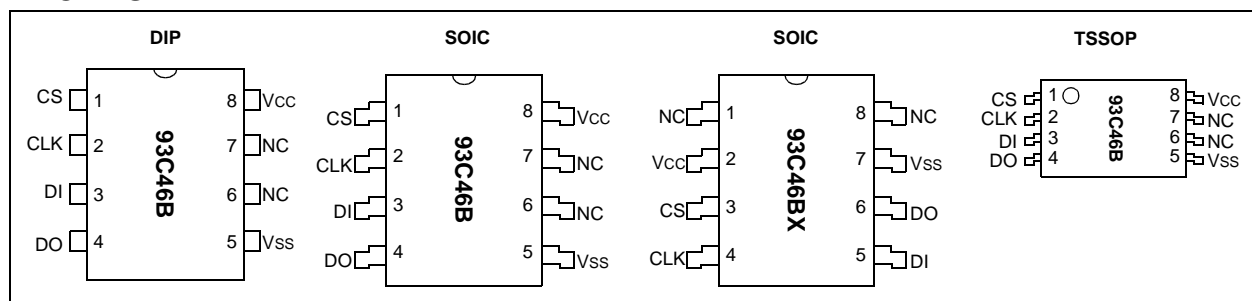 DIP
CS 1 8 VCC
CLK 2 7 NC
DI 3 6 NC
DO 4 5 VSS
93C46B
SOIC
CS 1 8 VCC
CLK 2 7 NC
DI 3 6 NC
DO 4 5 VSS
93C46B
SOIC
NC 1 8 NC
VCC 2 7 VSS
CS 3 6 DO
CLK 4 5 DI
93C46BX
TSSOP
CS 1 8 VCC
CLK 2 7 NC
DI 3 6 NC
DO 4 5 VSS
93C46B